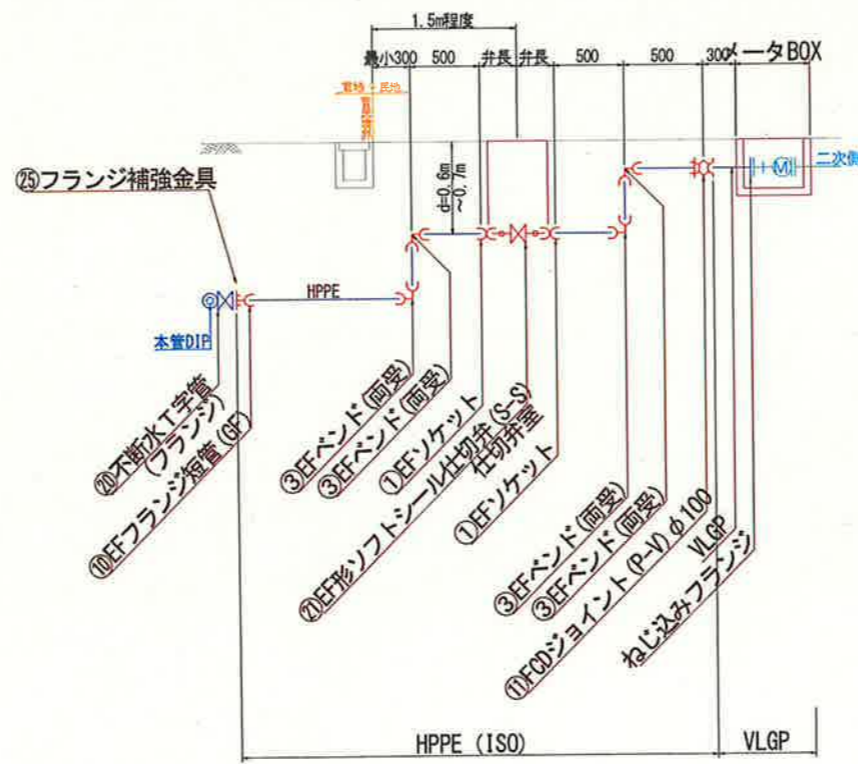 1.5m程度
最小300
500
弁長
弁長
500
500
300
メータBOX
民地
二次側
M
d=0.6m
~0.7m
㉕フランジ補強金具
HPPE
本管DIP
⑳不断水T字管
(フランジ)
⑩EFフランジ短管(GF)
③EFベンド(両受)
③EFベンド(両受)
①EFソケット
㉑EF形ソフトシール仕切弁(S-S)
仕切弁室
①EFソケット
③EFベンド(両受)
③EFベンド(両受)
⑪FCDジョイント(P-V)φ100
VLGP
ねじ込みフランジ
HPPE (ISO)
VLGP